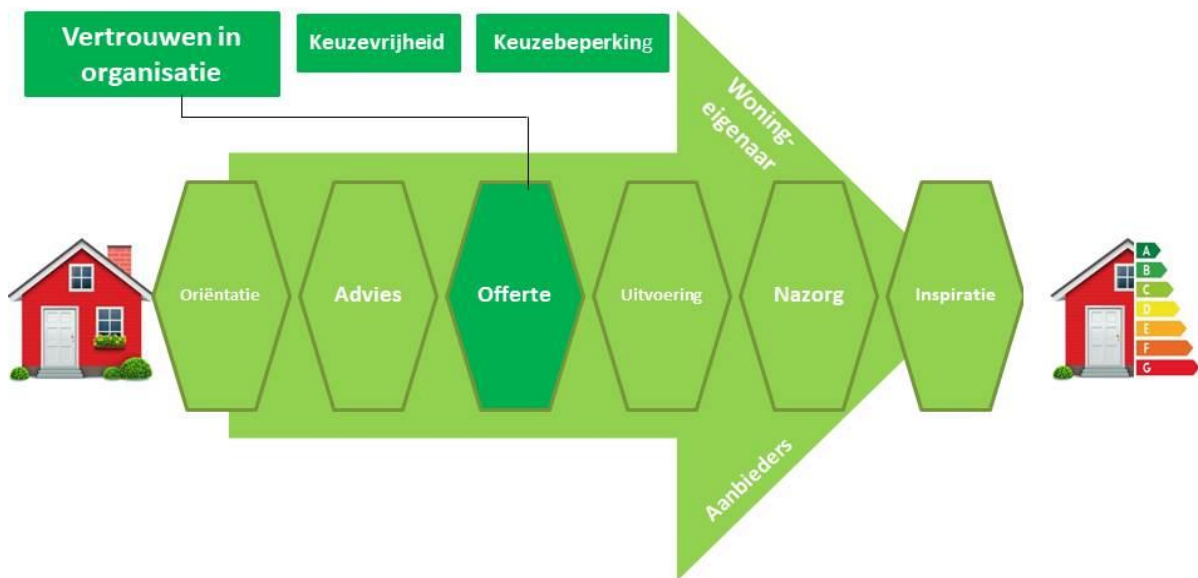 Vertrouwen in
organisatie
Keuzevrijheid
Keuzebeperking
Woning-
eigenaar
Oriëntatie
Advies
Offerte
Uitvoering
Nazorg
Inspiratie
A
B
C
D
E
F
G
Aanbieders